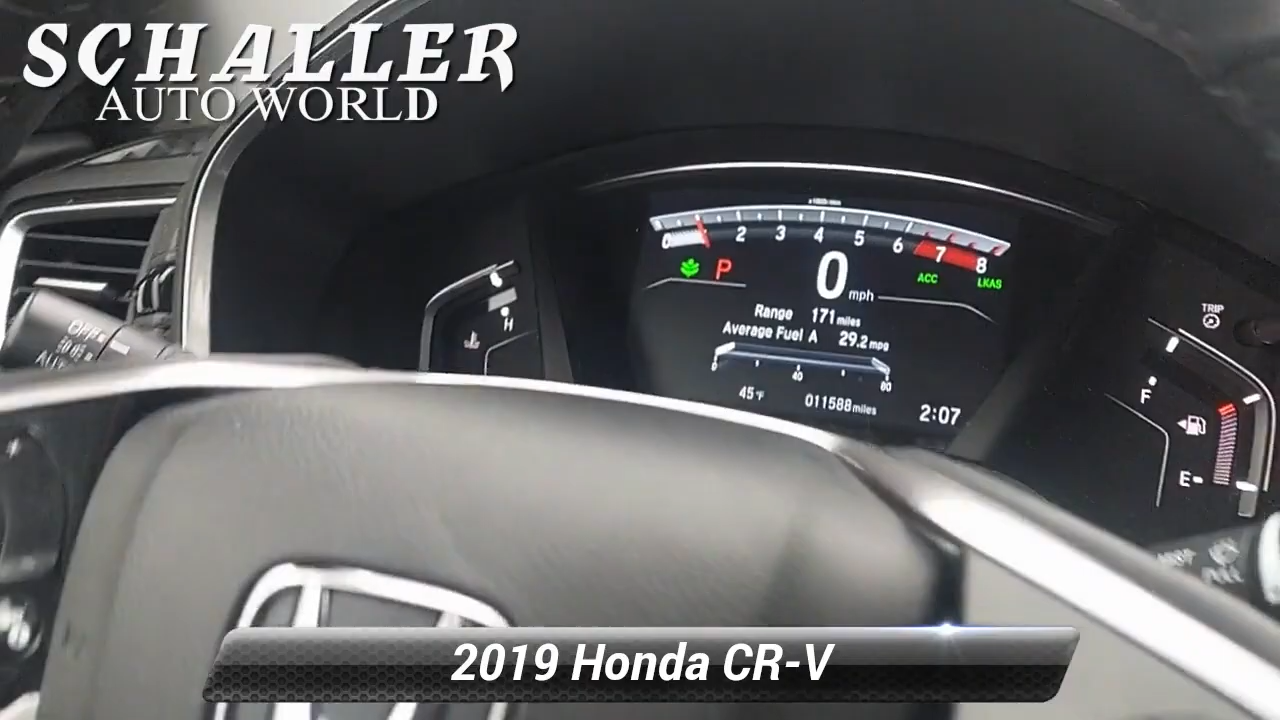 SCHALLER
AUTO WORLD
0 2 3 4 5 6 7 8
P
0 mph
ACC
LKAS
Range 171 miles
Average Fuel A 29.2 mpg
0 40 80
45°F 011588 miles 2:07
H
TRIP
F
E
OFF
2019 Honda CR-V